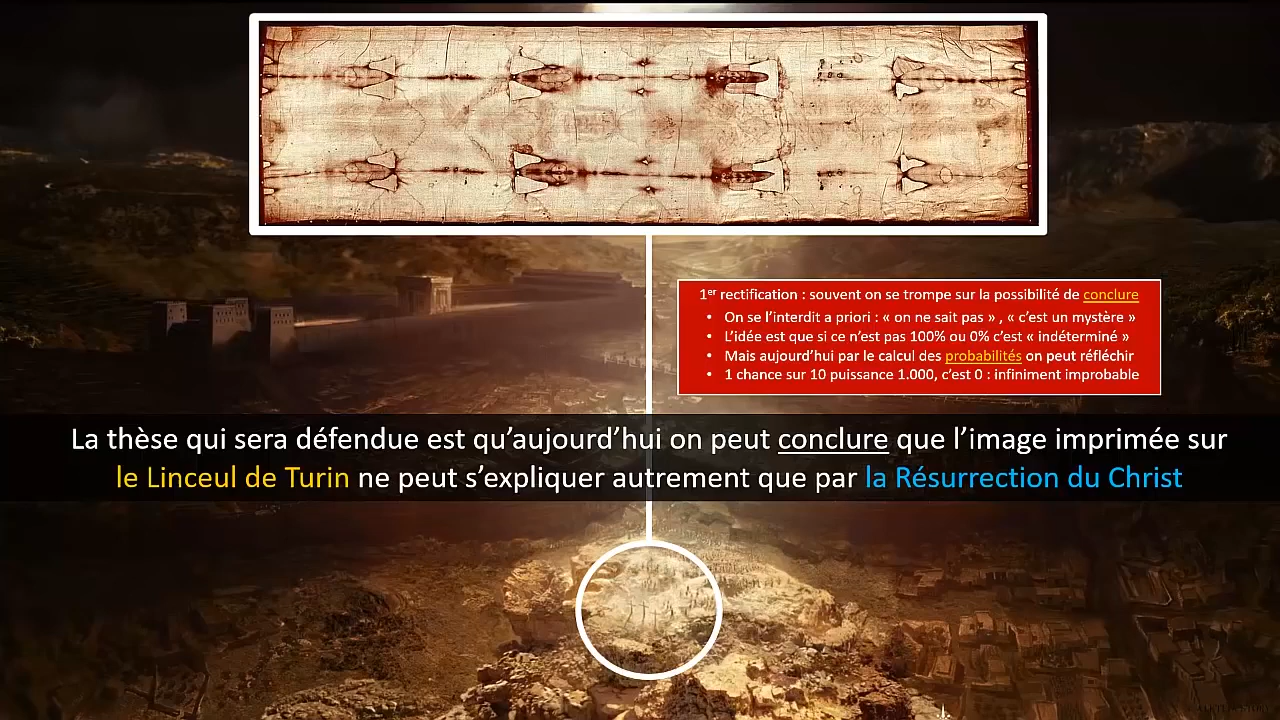 1er rectification : souvent on se trompe sur la possibilité de conclure
• On se l'interdit a priori : « on ne sait pas » , « c'est un mystère »
• L'idée est que si ce n'est pas 100% ou 0% c'est « indéterminé »
• Mais aujourd'hui par le calcul des probabilités on peut réfléchir
• 1 chance sur 10 puissance 1.000, c'est 0 : infiniment improbable
La thèse qui sera défendue est qu'aujourd'hui on peut conclure que l'image imprimée sur
le Linceul de Turin ne peut s'expliquer autrement que par la Résurrection du Christ